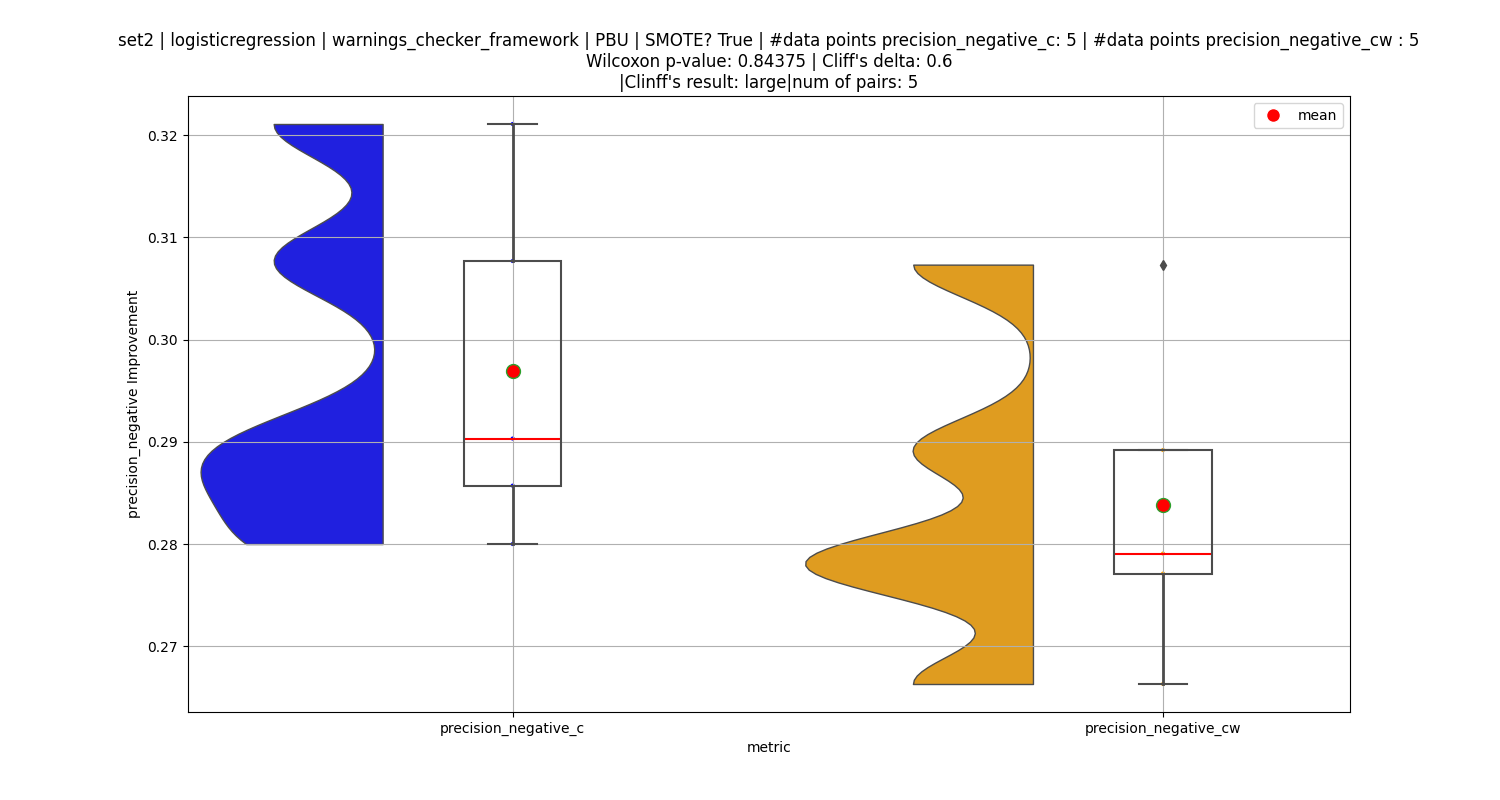 set2 | logisticregression | warnings_checker_framework | PBU | SMOTE? True | #data points precision_negative_c: 5 | #data points precision_negative_cw : 5
Wilcoxon p-value: 0.84375 | Cliff's delta: 0.6
|Clinff's result: large|num of pairs: 5
mean
0.32
0.31
0.30
0.29
0.28
0.27
precision_negative Improvement
precision_negative_c
precision_negative_cw
metric